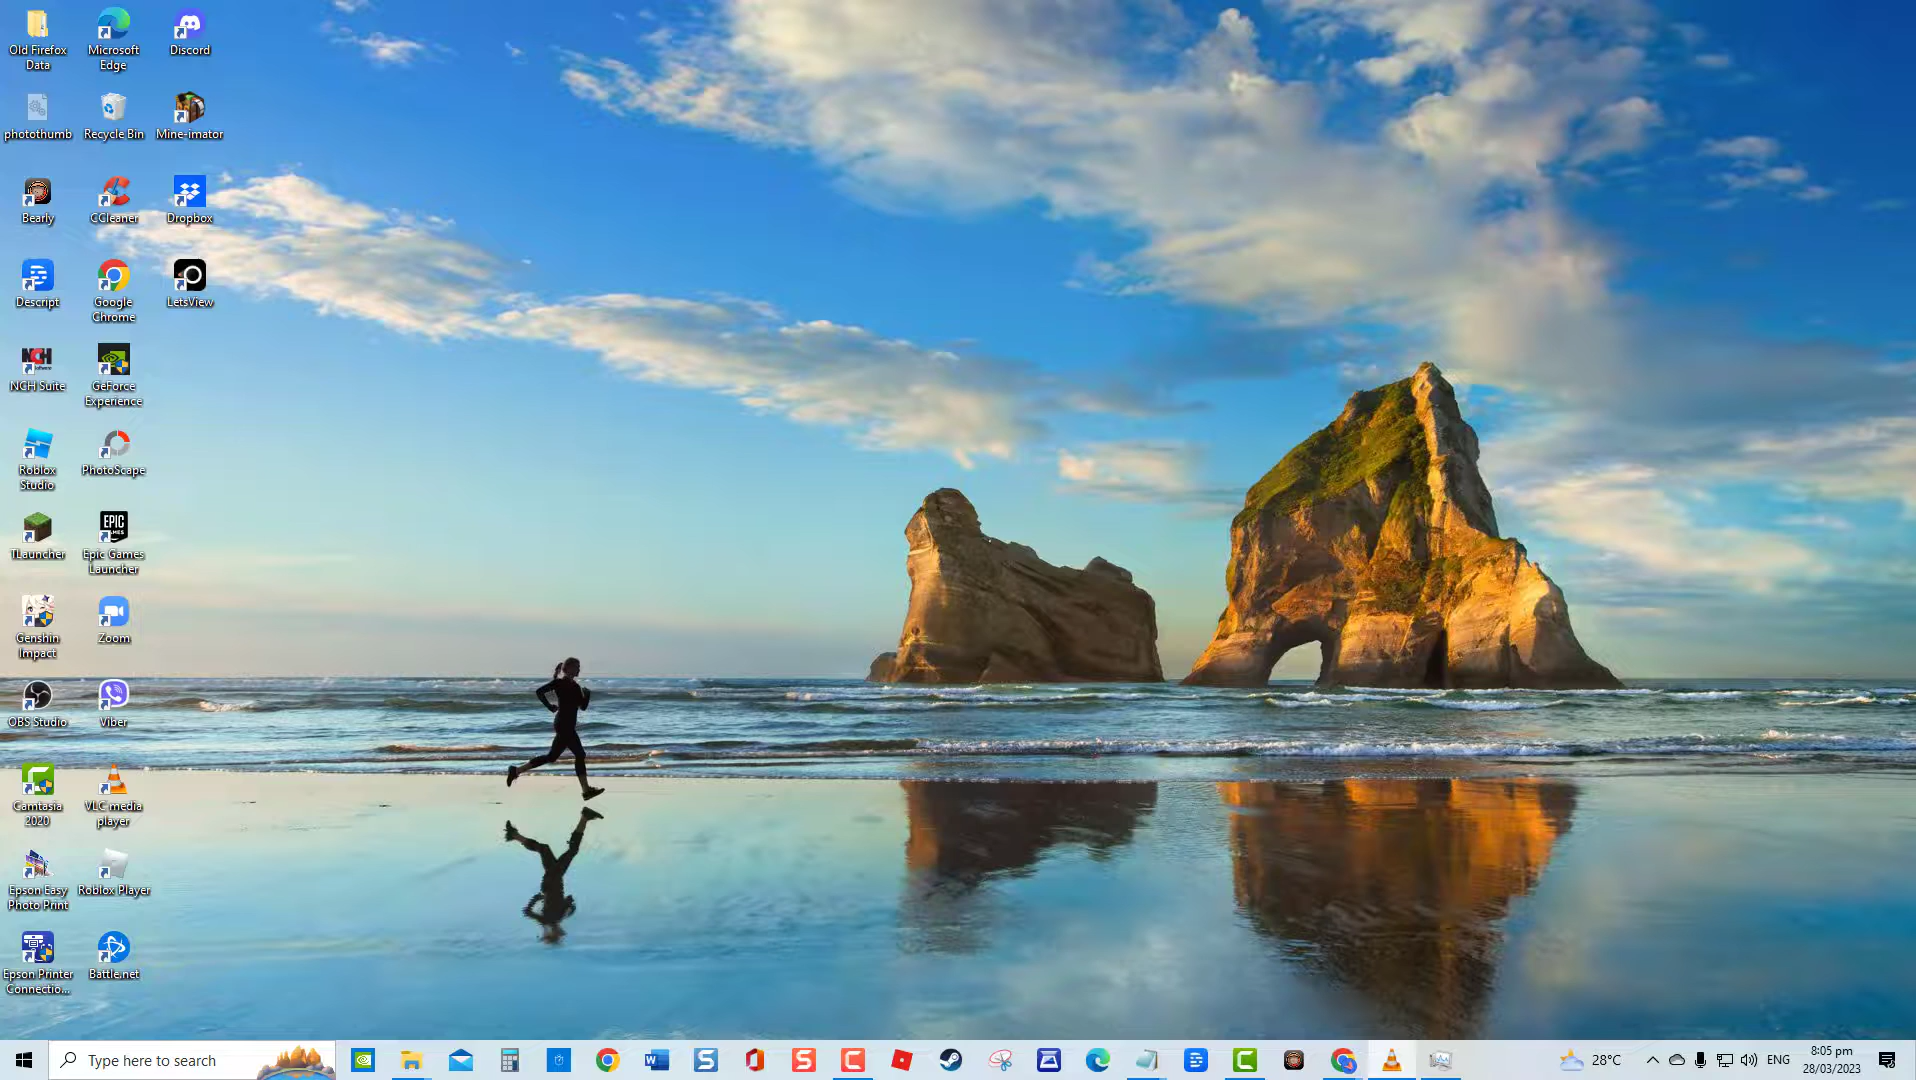 Old Firefox
Data
Microsoft
Edge
Discord
photothumb
Recycle Bin
Mine-imator
Bearly
CCleaner
Dropbox
Descript
Google
Chrome
LetsView
NCH Suite
GeForce
Experience
Roblox
Studio
PhotoScape
TLauncher
EPIC
Epic Games
Launcher
Genshin
Impact
Zoom
OBS Studio
Viber
Camtasia
2020
VLC media
player
Epson Easy
Photo Print
Roblox Player
Epson Printer
Connectio...
Battle.net
Type here to search
28°C
ENG
8:05 pm
28/03/2023